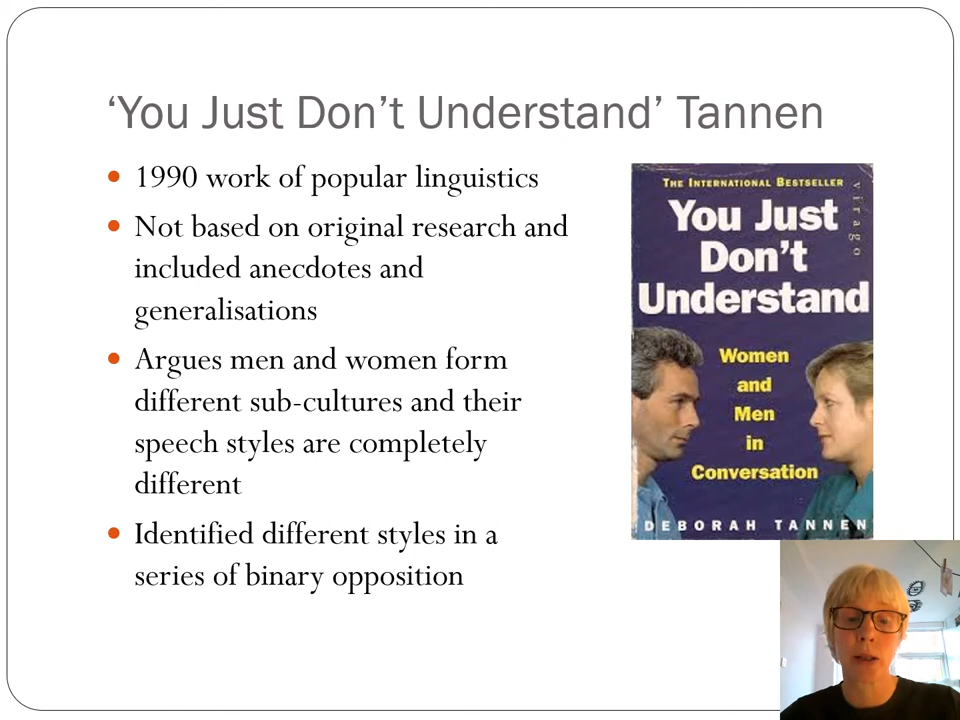 ‘You Just Don’t Understand’ Tannen
1990 work of popular linguistics
Not based on original research and
included anecdotes and
generalisations
Argues men and women form
different sub-cultures and their
speech styles are completely
different
Identified different styles in a
series of binary opposition
THE INTERNATIONAL BESTSELLER
virago
You Just
Don't
Understand
Women
and
Men
in
Conversation
DEBORAH TANNEN